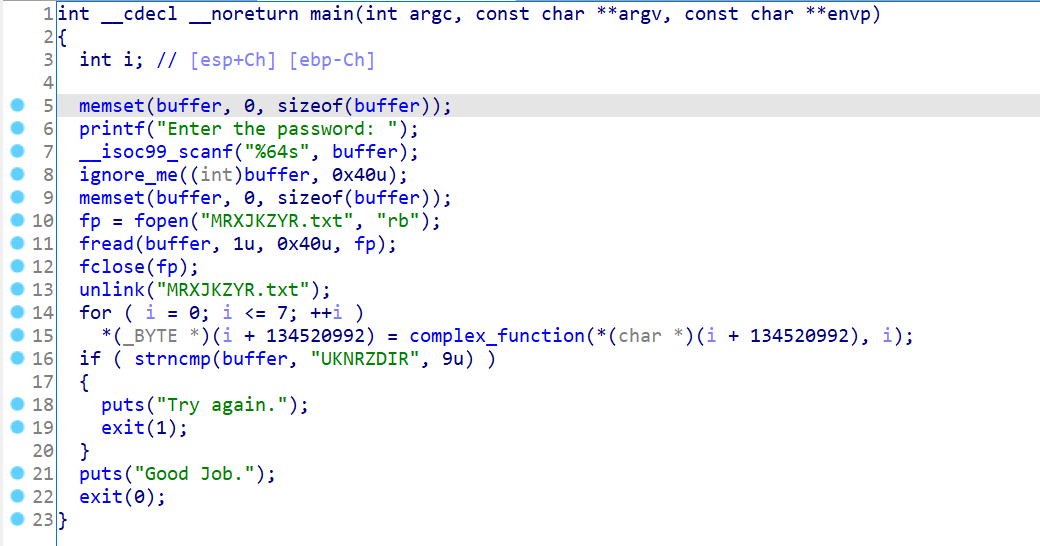 1 int __cdecl __noreturn main(int argc, const char **argv, const char **envp)
2 {
3   int i; // [esp+Ch] [ebp-Ch]
4
5   memset(buffer, 0, sizeof(buffer));
6   printf("Enter the password: ");
7   __isoc99_scanf("%64s", buffer);
8   ignore_me((int)buffer, 0x40u);
9   memset(buffer, 0, sizeof(buffer));
10   fp = fopen("MRXJKZYR.txt", "rb");
11   fread(buffer, 1u, 0x40u, fp);
12   fclose(fp);
13   unlink("MRXJKZYR.txt");
14   for ( i = 0; i <= 7; ++i )
15     *(_BYTE *)(i + 134520992) = complex_function(*(char *)(i + 134520992), i);
16   if ( strncmp(buffer, "UKNRZDIR", 9u) )
17   {
18     puts("Try again.");
19     exit(1);
20   }
21   puts("Good Job.");
22   exit(0);
23 }